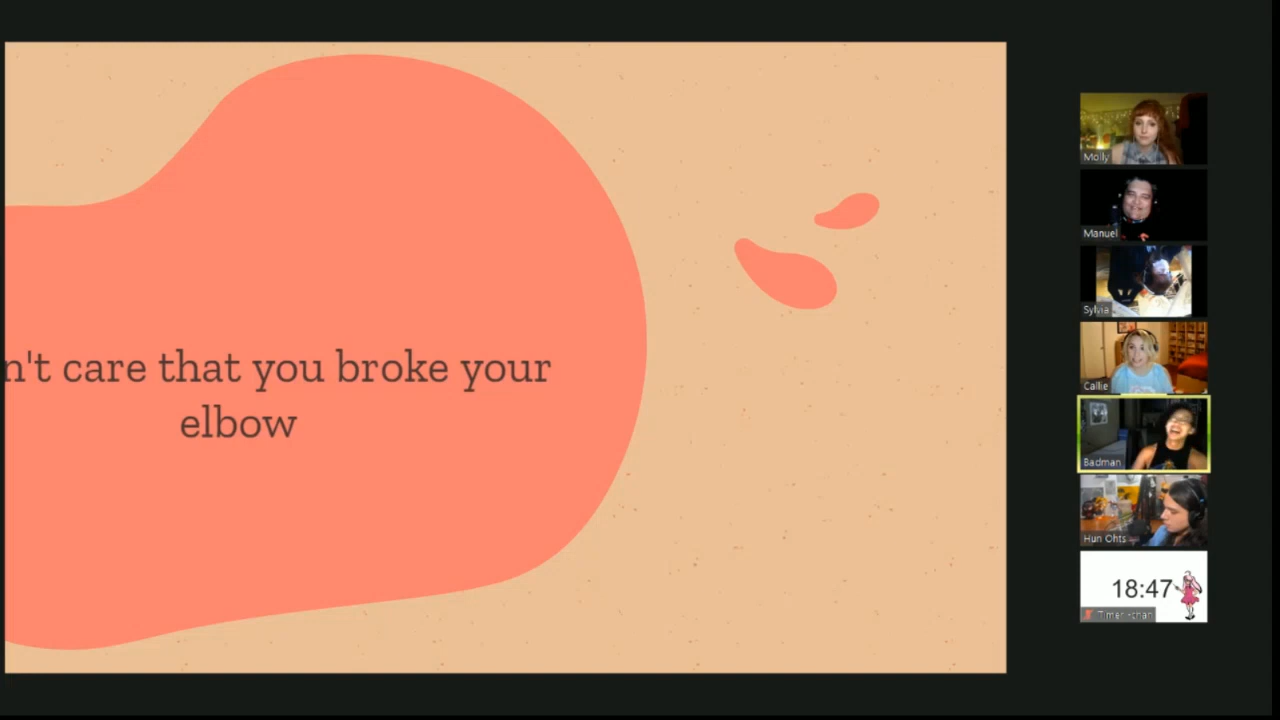 n't care that you broke your
elbow
Molly
Manuel
Sylvia
Callie
Badman
Hun Ohts
18:47
Timer-chan